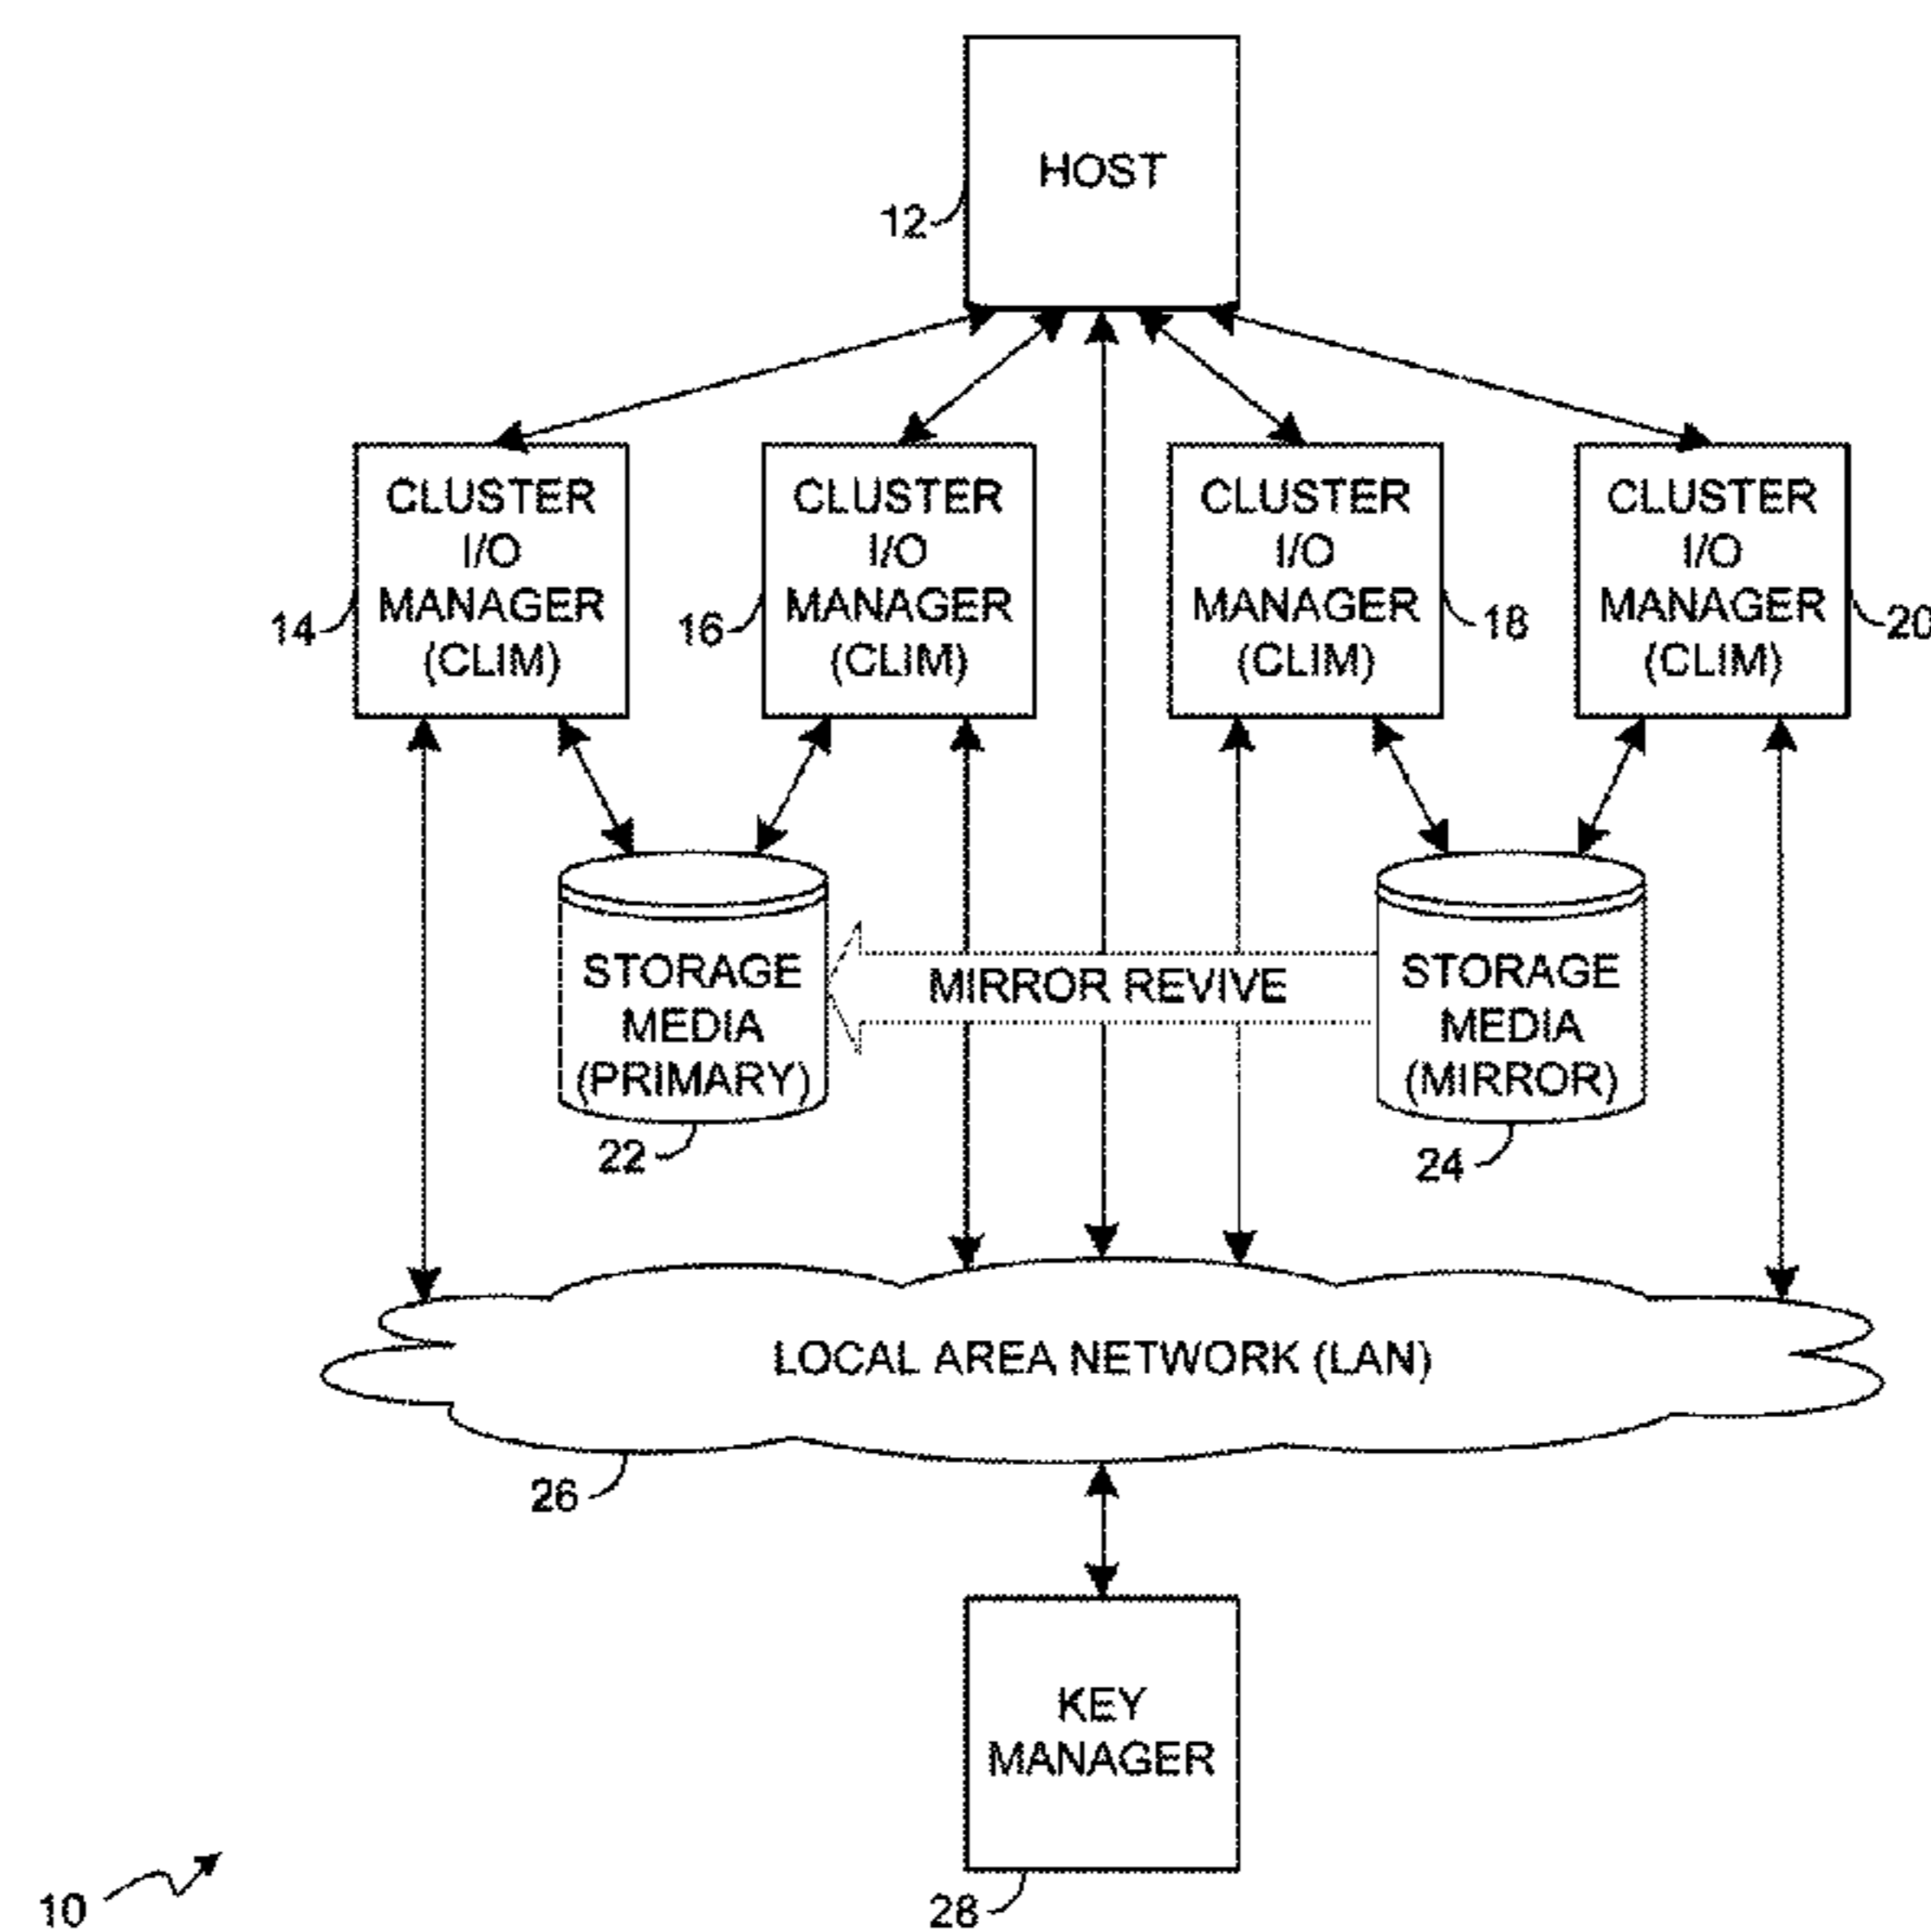 HOST
12
CLUSTER
I/O
MANAGER
(CLIM)
14
CLUSTER
I/O
MANAGER
(CLIM)
16
CLUSTER
I/O
MANAGER
(CLIM)
18
CLUSTER
I/O
MANAGER
(CLIM)
20
STORAGE
MEDIA
(PRIMARY)
22
MIRROR REVIVE
STORAGE
MEDIA
(MIRROR)
24
LOCAL AREA NETWORK (LAN)
26
KEY
MANAGER
28
10